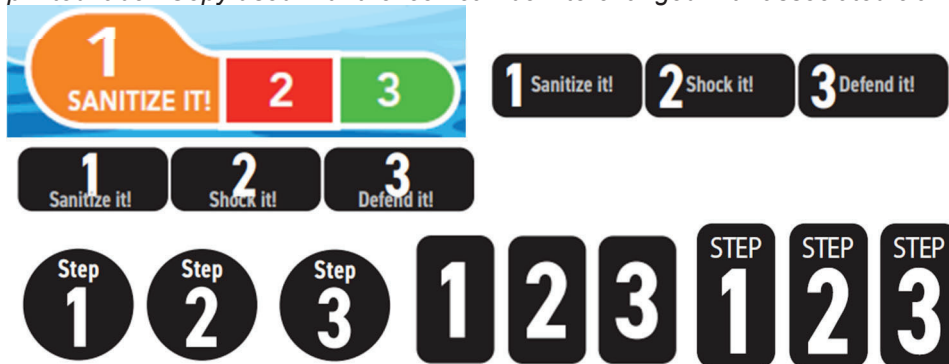 1 SANITIZE IT! 2 3
1 Sanitize it! 2 Shock it! 3 Defend it!
1 2 3
Sanitize it! Shock it! Defend it!
Step Step Step
1 2 3
1 2 3
STEP STEP STEP
1 2 3